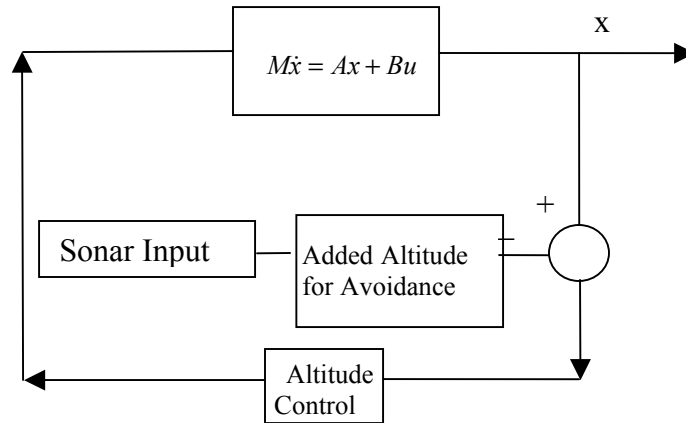 x
Mẋ = Ax + Bu
+
Sonar Input
Added Altitude
for Avoidance
–
Altitude
Control